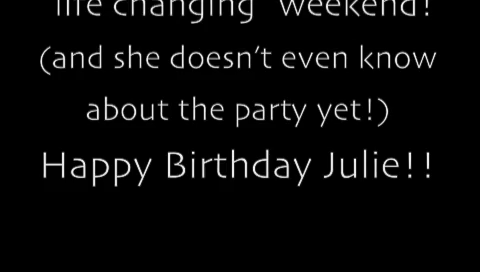 life changing" weekend!
(and she doesn't even know
about the party yet!)
Happy Birthday Julie!!